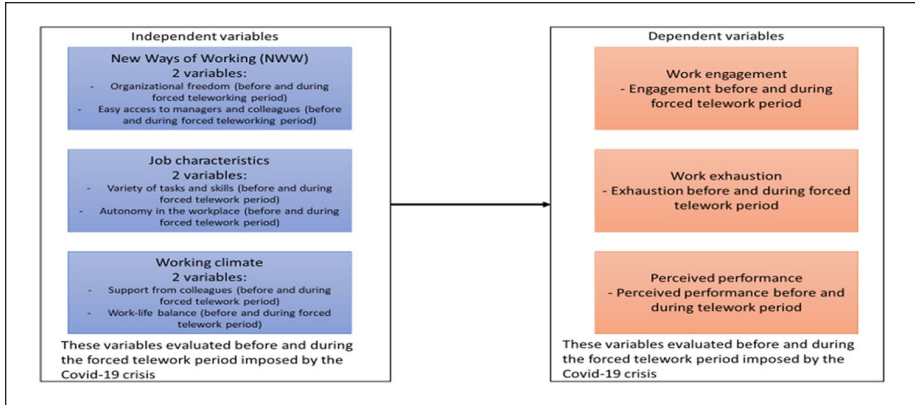 Independent variables
New Ways of Working (NWW)
2 variables:
- Organizational freedom (before and during
forced teleworking period)
- Easy access to managers and colleagues (before
and during forced teleworking period)
Job characteristics
2 variables:
- Variety of tasks and skills (before and during
forced telework period)
- Autonomy in the workplace (before and during
forced telework period)
Working climate
2 variables:
- Support from colleagues (before and during
forced telework period)
- Work-life balance (before and during forced
telework period)
These variables evaluated before and during
the forced telework period imposed by the
Covid-19 crisis
Dependent variables
Work engagement
- Engagement before and during
forced telework period
Work exhaustion
- Exhaustion before and during forced
telework period
Perceived performance
- Perceived performance before and
during telework period
These variables evaluated before and during
the forced telework period imposed by the
Covid-19 crisis